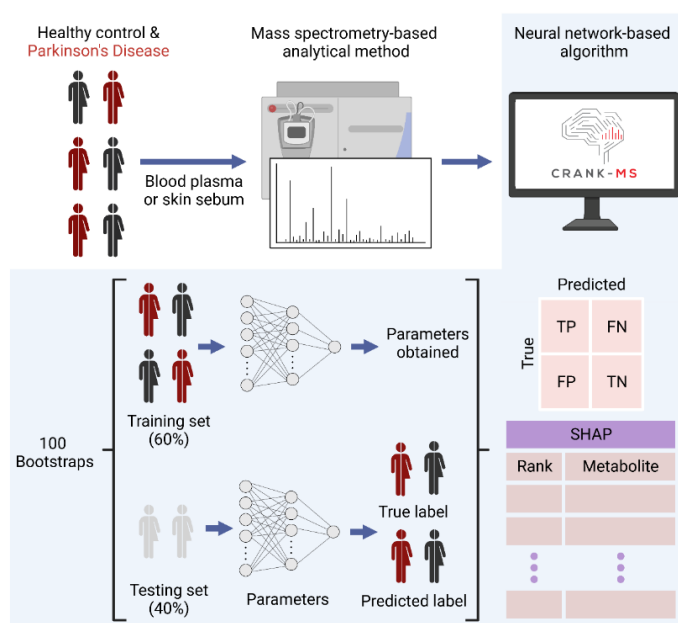 Healthy control &
Parkinson's Disease
Mass spectrometry-based
analytical method
Neural network-based
algorithm
Blood plasma
or skin sebum
CRANK-MS
100
Bootstraps
Training set
(60%)
Parameters
obtained
Testing set
(40%)
Parameters
True label
Predicted label
Predicted
True
TP FN
FP TN
SHAP
Rank Metabolite